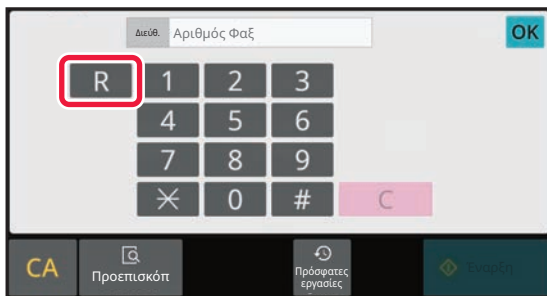 Διεύθ. Αριθμός Φαξ OK
R 1 2 3
4 5 6
7 8 9
* 0 # C
CA Προεπισκόπ Πρόσφατες εργασίες Έναρξη